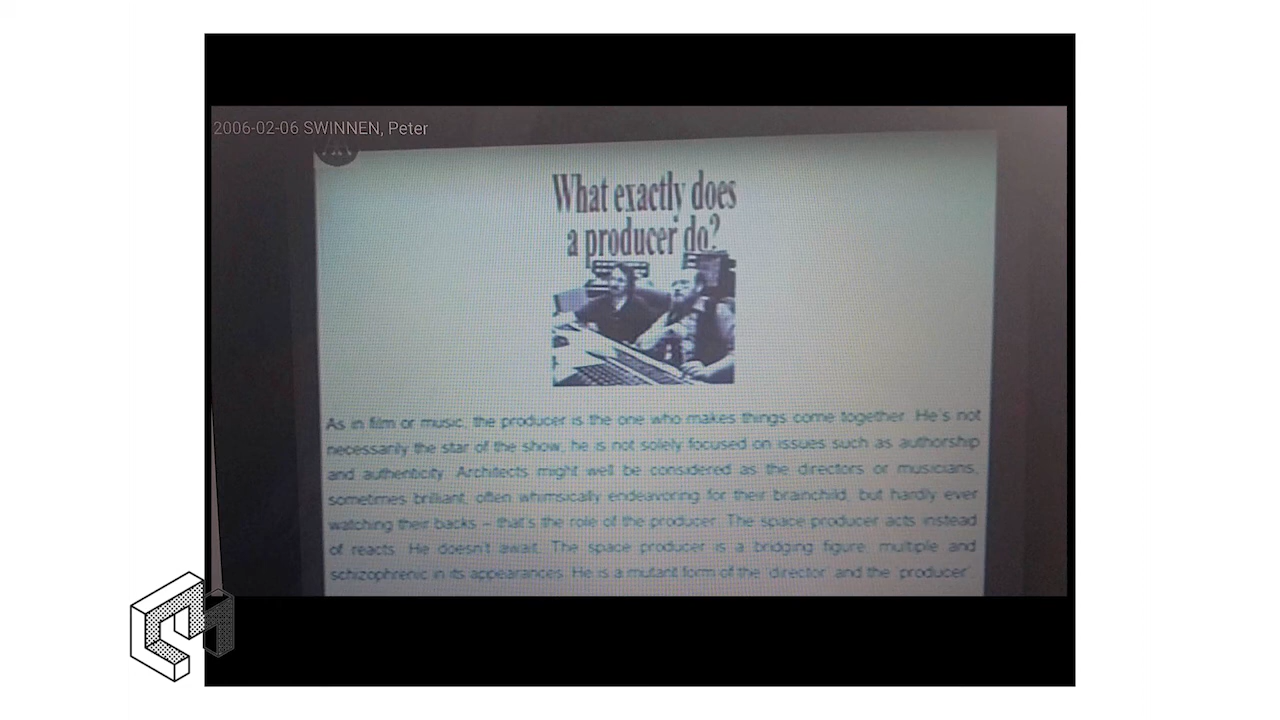 2006-02-06 SWINNEN, Peter
What exactly does
a producer do?
As in film or music, the producer is the one who makes things come together. He's not
necessarily the star of the show, he is not solely focused on issues such as authorship
and authenticity. Architects might well be considered as the directors or musicians,
sometimes brilliant, often whimsically endeavoring for their brainchild, but hardly ever
watching their backs – that's the role of the producer. The space producer acts instead
of reacts. He doesn't await. The space producer is a bridging figure, multiple and
schizophrenic in its appearances. He is a mutant form of the 'director' and the 'producer'.